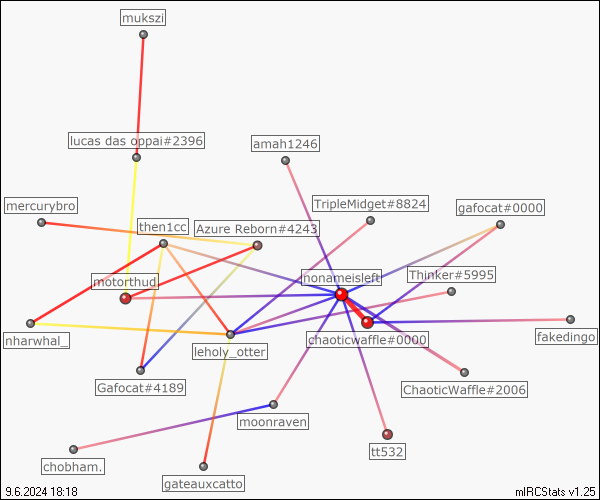 mukszi
lucas das oppai#2396
amah1246
mercurybro
TripleMidget#8824
gafocat#0000
then1cc
Azure Reborn#4243
motorthud
nonameisleft
Thinker#5995
nharwhal_
leholy_otter
chaoticwaffle#0000
fakedingo
Gafocat#4189
ChaoticWaffle#2006
moonraven
tt532
chobham.
gateauxcatto
9.6.2024 18:18
mIRCStats v1.25